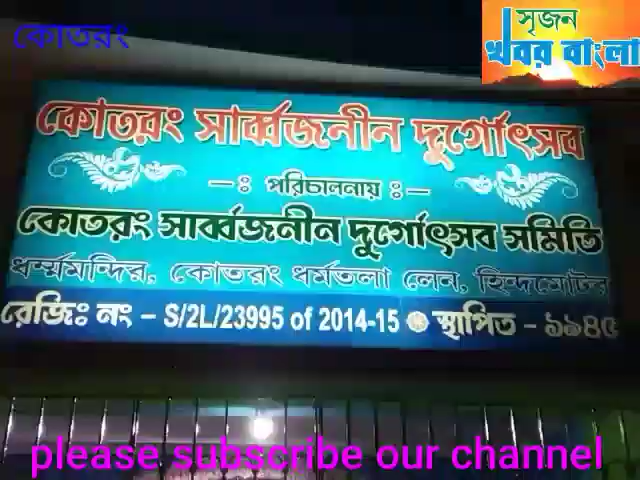 কোতরং
সৃজন
খবর বাংলা
কোতরং সার্ব্বজনীন দুর্গোৎসব
—ঃ পরিচালনায় ঃ—
কোতরং সার্ব্বজনীন দুর্গোৎসব সমিতি
ধর্ম্মমন্দির, কোতরং ধর্মতলা লেন, হিন্দমোটর
রেজিঃ নং – S/2L/23995 of 2014-15 স্থাপিত – ১৯৪৫
please subscribe our channel